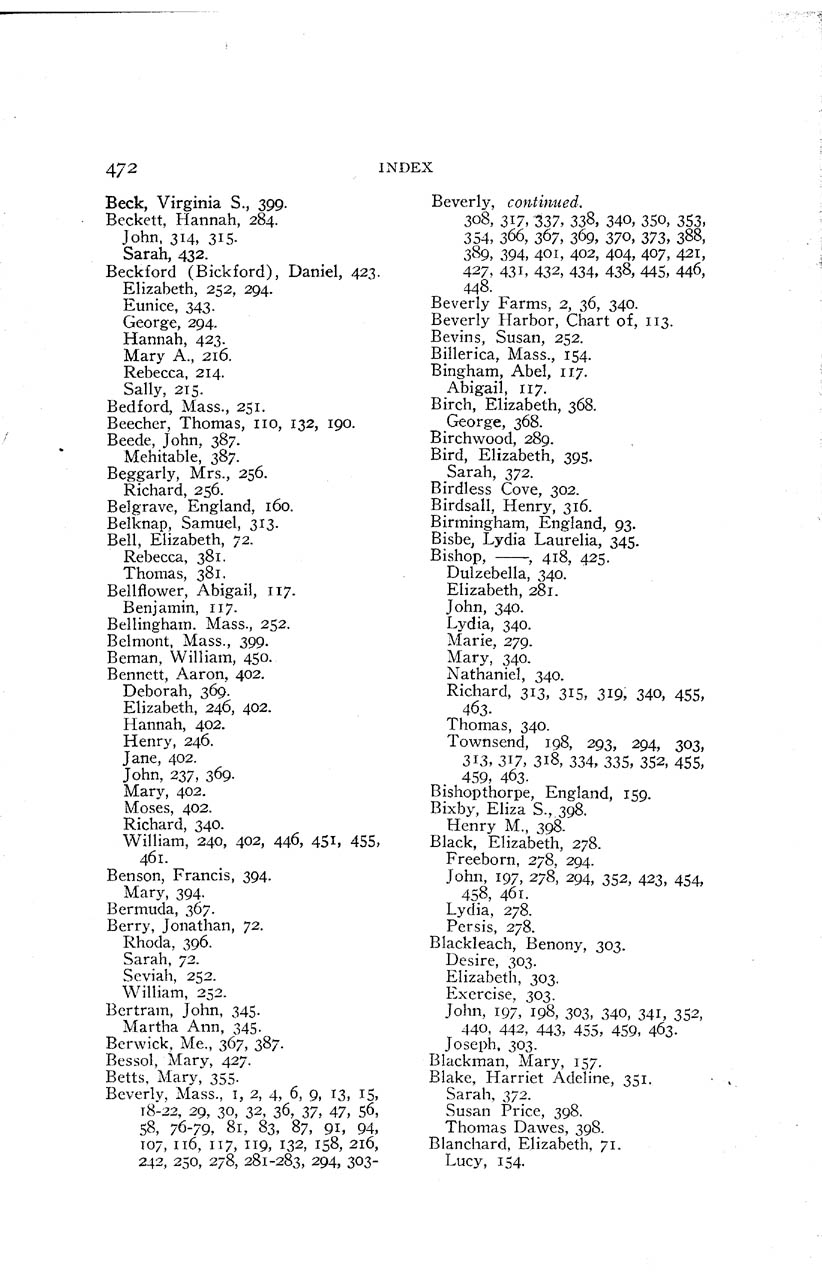 472
INDEX
Beck, Virginia S., 399.
Beckett, Hannah, 284.
John, 314, 315.
Sarah, 432.
Beckford (Bickford), Daniel, 423.
Elizabeth, 252, 294.
Eunice, 343.
George, 294.
Hannah, 423.
Mary A., 216.
Rebecca, 214.
Sally, 215.
Bedford, Mass., 251.
Beecher, Thomas, 110, 132, 190.
Beede, John, 387.
Mehitable, 387.
Beggarly, Mrs., 256.
Richard, 256.
Belgrave, England, 160.
Belknap, Samuel, 313.
Bell, Elizabeth, 72.
Rebecca, 381.
Thomas, 381.
Bellflower, Abigail, 117.
Benjamin, 117.
Bellingham. Mass., 252.
Belmont, Mass., 399.
Beman, William, 450.
Bennett, Aaron, 402.
Deborah, 369.
Elizabeth, 246, 402.
Hannah, 402.
Henry, 246.
Jane, 402.
John, 237, 369.
Mary, 402.
Moses, 402.
Richard, 340.
William, 240, 402, 446, 451, 455,
461.
Benson, Francis, 394.
Mary, 394.
Bermuda, 367.
Berry, Jonathan, 72.
Rhoda, 396.
Sarah, 72.
Seviah, 252.
William, 252.
Bertram, John, 345.
Martha Ann, 345.
Berwick, Me., 367, 387.
Bessol, Mary, 427.
Betts, Mary, 355.
Beverly, Mass., 1, 2, 4, 6, 9, 13, 15,
18-22, 29, 30, 32, 36, 37, 47, 56,
58, 76-79, 81, 83, 87, 91, 94,
107, 116, 117, 119, 132, 158, 216,
242, 250, 278, 281-283, 294, 303-
Beverly, continued.
308, 317, 337, 338, 340, 350, 353,
354, 366, 367, 369, 370, 373, 388,
389, 394, 401, 402, 404, 407, 421,
427, 431, 432, 434, 438, 445, 446,
448.
Beverly Farms, 2, 36, 340.
Beverly Harbor, Chart of, 113.
Bevins, Susan, 252.
Billerica, Mass., 154.
Bingham, Abel, 117.
Abigail, 117.
Birch, Elizabeth, 368.
George, 368.
Birchwood, 289.
Bird, Elizabeth, 395.
Sarah, 372.
Birdless Cove, 302.
Birdsall, Henry, 316.
Birmingham, England, 93.
Bisbe, Lydia Laurelia, 345.
Bishop, ——, 418, 425.
Dulzebella, 340.
Elizabeth, 281.
John, 340.
Lydia, 340.
Marie, 279.
Mary, 340.
Nathaniel, 340.
Richard, 313, 315, 319, 340, 455,
463.
Thomas, 340.
Townsend, 198, 293, 294, 303,
313, 317, 318, 334, 335, 352, 455,
459, 463.
Bishopthorpe, England, 159.
Bixby, Eliza S., 398.
Henry M., 398.
Black, Elizabeth, 278.
Freeborn, 278, 294.
John, 197, 278, 294, 352, 423, 454,
458, 461.
Lydia, 278.
Persis, 278.
Blackleach, Benony, 303.
Desire, 303.
Elizabeth, 303.
Exercise, 303.
John, 197, 198, 303, 340, 341, 352,
440, 442, 443, 455, 459, 463.
Joseph, 303.
Blackman, Mary, 157.
Blake, Harriet Adeline, 351.
Sarah, 372.
Susan Price, 398.
Thomas Dawes, 398.
Blanchard, Elizabeth, 71.
Lucy, 154.